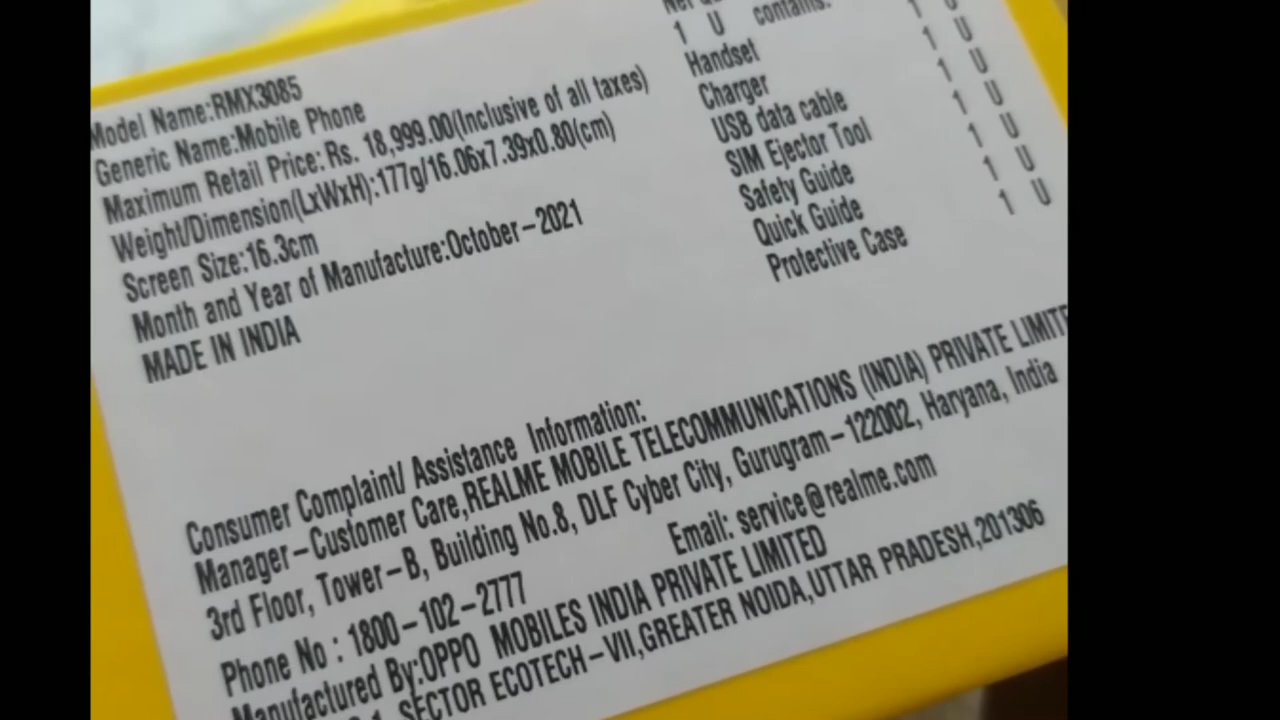 Model Name:RMX3085
Generic Name:Mobile Phone
Maximum Retail Price: Rs. 18,999.00(Inclusive of all taxes)
Weight/Dimension(LxWxH):177g/16.06x7.39x0.80(cm)
Screen Size:16.3cm
Month and Year of Manufacture:October-2021
MADE IN INDIA
1 U contains:
Handset 1 U
Charger 1 U
USB data cable 1 U
SIM Ejector Tool 1 U
Safety Guide 1 U
Quick Guide 1 U
Protective Case 1 U
Consumer Complaint/ Assistance Information:
Manager-Customer Care,REALME MOBILE TELECOMMUNICATIONS (INDIA) PRIVATE LIMITE
3rd Floor, Tower-B, Building No.8, DLF Cyber City, Gurugram-122002, Haryana, India
Phone No : 1800-102-2777 Email: service@realme.com
Manufactured By:OPPO MOBILES INDIA PRIVATE LIMITED
SECTOR ECOTECH-VII,GREATER NOIDA,UTTAR PRADESH,201306